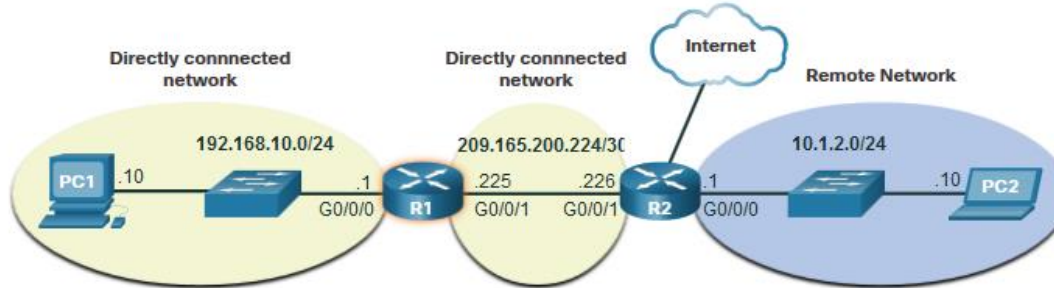 Directly connnected
network
Directly connnected
network
Internet
Remote Network
192.168.10.0/24
209.165.200.224/30
10.1.2.0/24
PC1
.10
.1
G0/0/0
R1
.225
G0/0/1
.226
G0/0/1
R2
.1
G0/0/0
.10
PC2